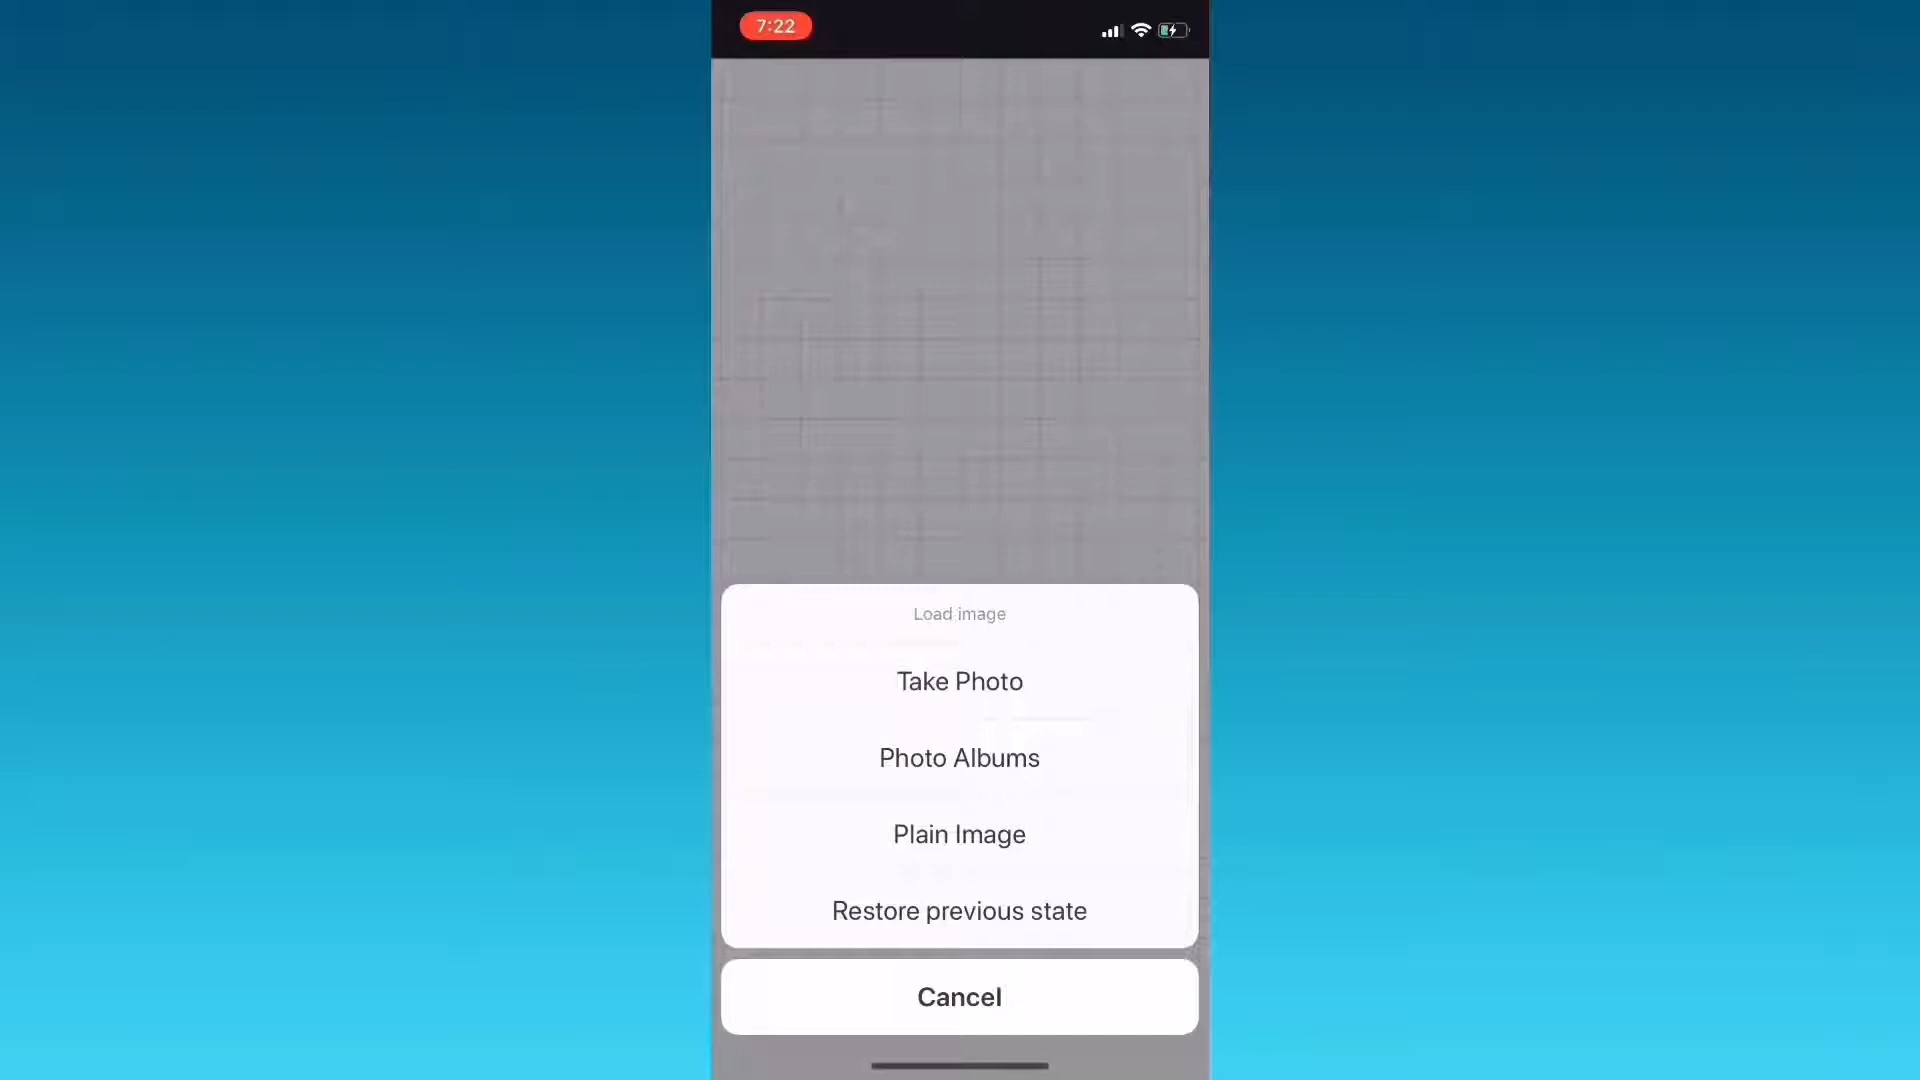 7:22
Load image
Take Photo
Photo Albums
Plain Image
Restore previous state
Cancel